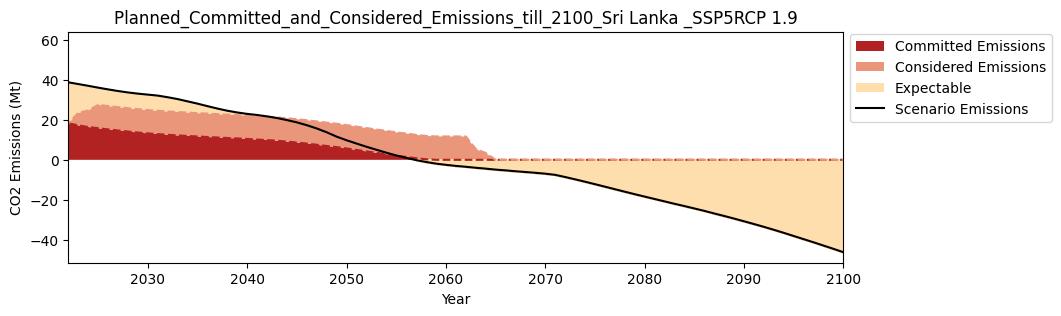 Planned_Committed_and_Considered_Emissions_till_2100_Sri Lanka _SSP5RCP 1.9
60
40
20
0
−20
−40
CO2 Emissions (Mt)
2030
2040
2050
2060
2070
2080
2090
2100
Year
Committed Emissions
Considered Emissions
Expectable
Scenario Emissions